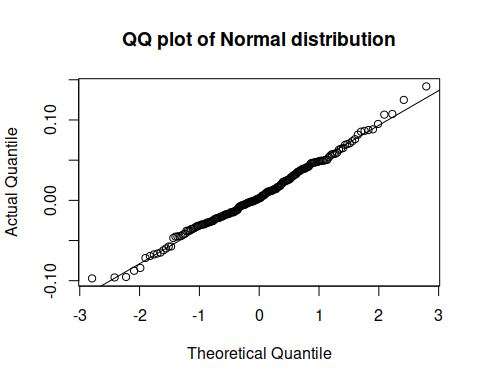 QQ plot of Normal distribution
Actual Quantile
0.10
0.00
-0.10
-3 -2 -1 0 1 2 3
Theoretical Quantile